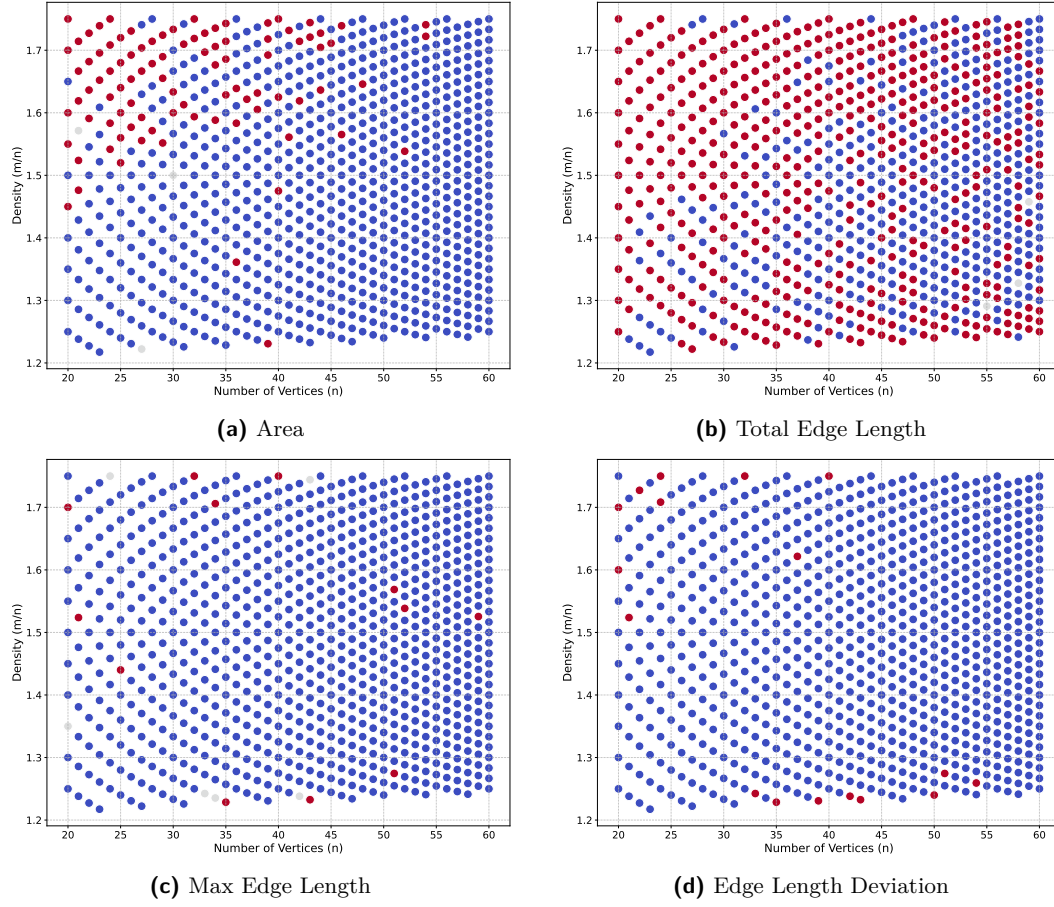 1.7
1.6
1.5
1.4
1.3
1.2
Density (m/n)
20 25 30 35 40 45 50 55 60
Number of Vertices (n)
(a) Area
1.7
1.6
1.5
1.4
1.3
1.2
Density (m/n)
20 25 30 35 40 45 50 55 60
Number of Vertices (n)
(b) Total Edge Length
1.7
1.6
1.5
1.4
1.3
1.2
Density (m/n)
20 25 30 35 40 45 50 55 60
Number of Vertices (n)
(c) Max Edge Length
1.7
1.6
1.5
1.4
1.3
1.2
Density (m/n)
20 25 30 35 40 45 50 55 60
Number of Vertices (n)
(d) Edge Length Deviation